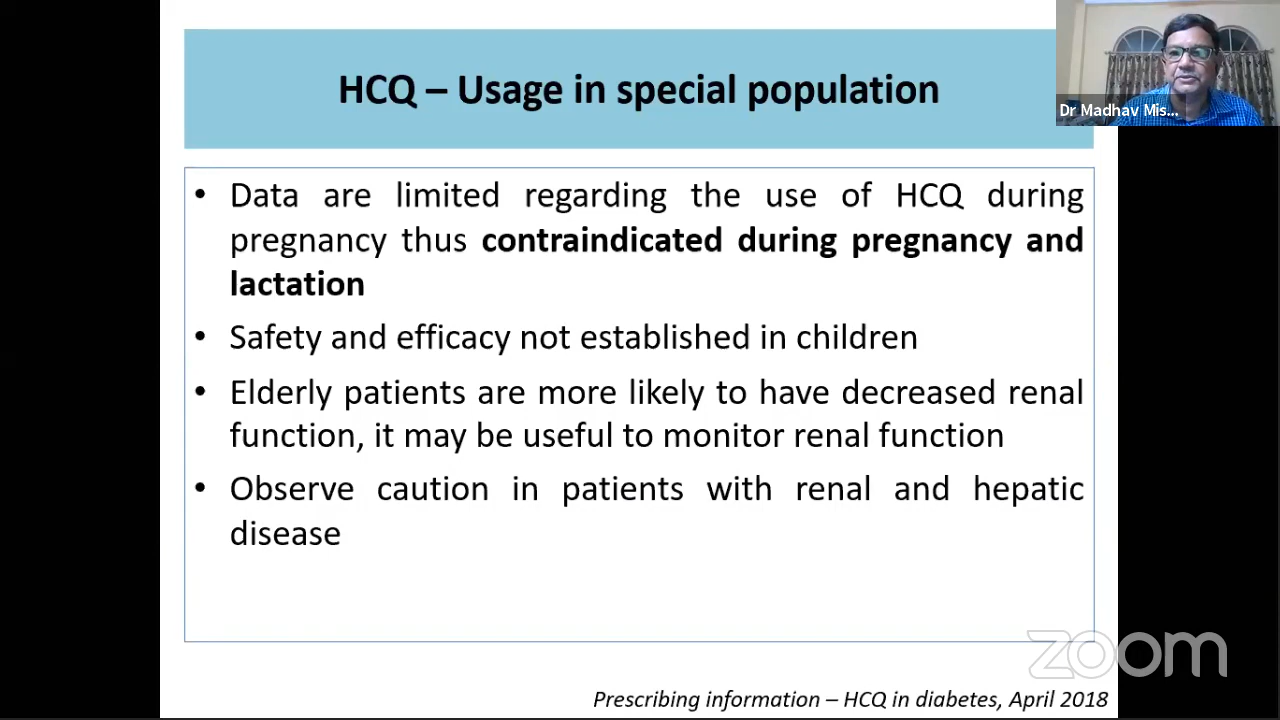 HCQ – Usage in special population
Dr Madhav Mis...
• Data are limited regarding the use of HCQ during
pregnancy thus contraindicated during pregnancy and
lactation
• Safety and efficacy not established in children
• Elderly patients are more likely to have decreased renal
function, it may be useful to monitor renal function
• Observe caution in patients with renal and hepatic
disease
zoom
Prescribing information – HCQ in diabetes, April 2018